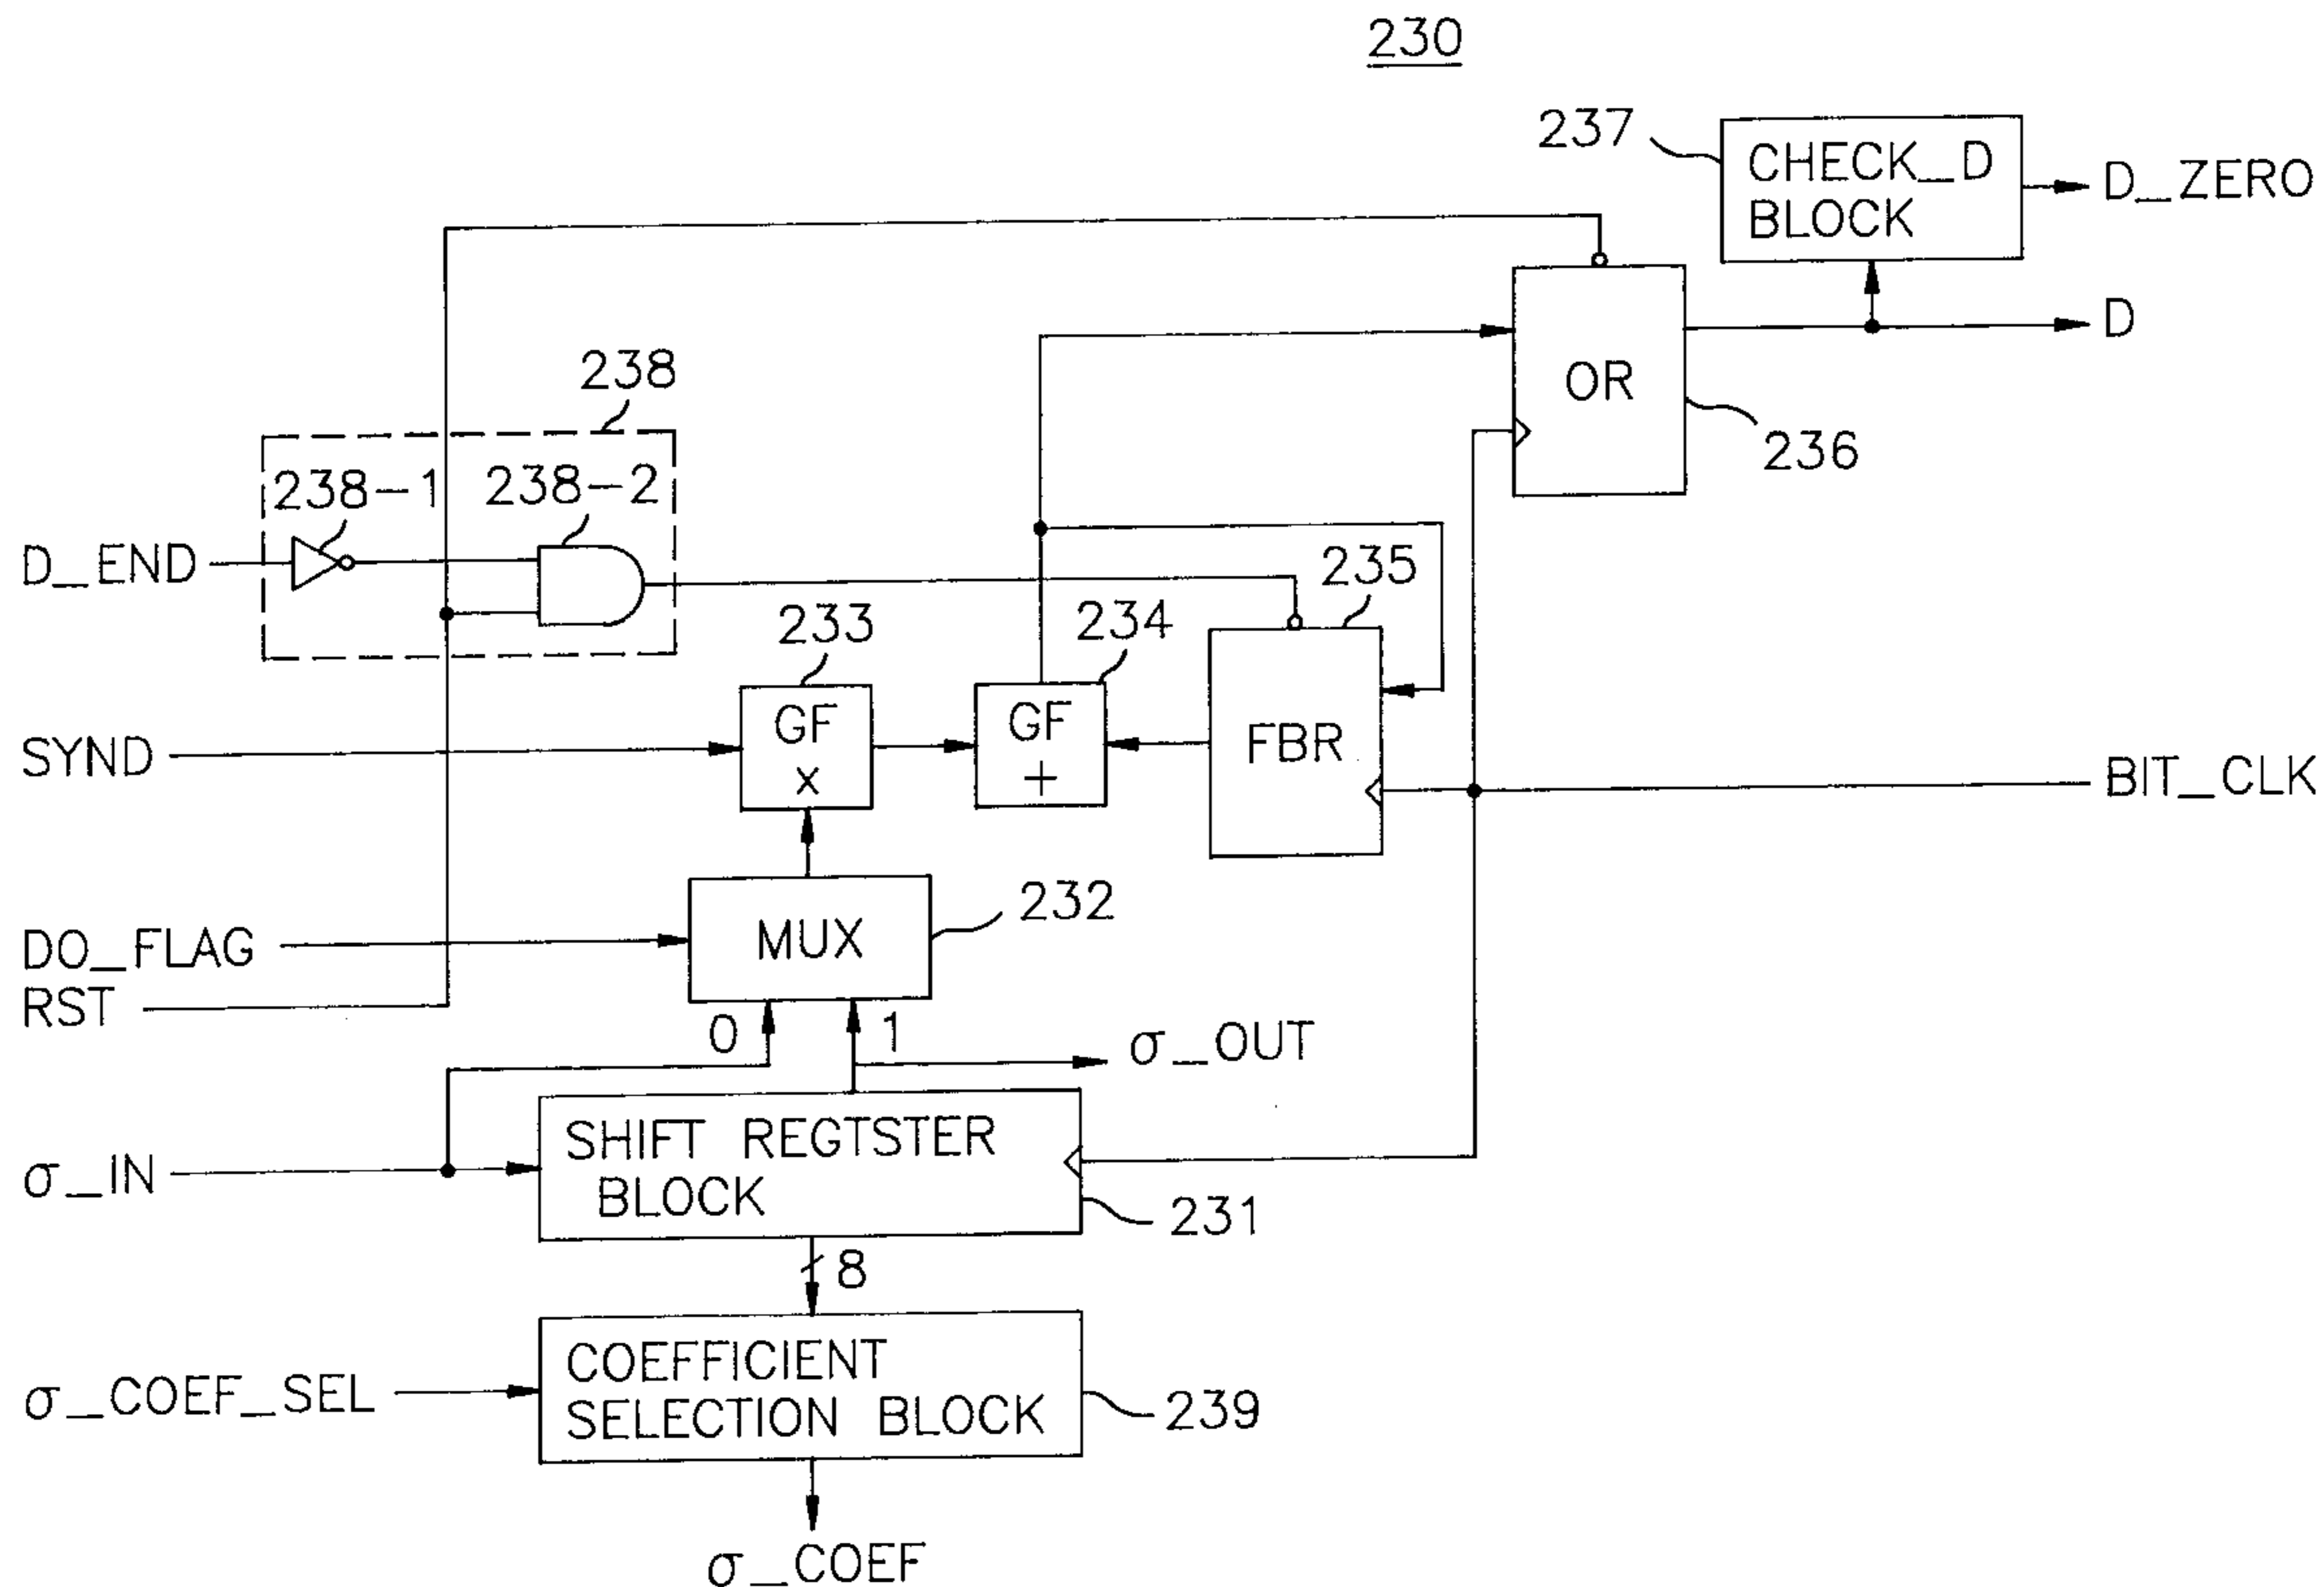 230
237
CHECK_D
BLOCK
D_ZERO
D
OR
236
238
238-1
238-2
D_END
235
233
234
GF
x
GF
+
FBR
SYND
BIT_CLK
232
MUX
DO_FLAG
RST
0
1
σ_OUT
SHIFT REGTSTER
BLOCK
σ_IN
231
8
COEFFICIENT
SELECTION BLOCK
σ_COEF_SEL
239
σ_COEF